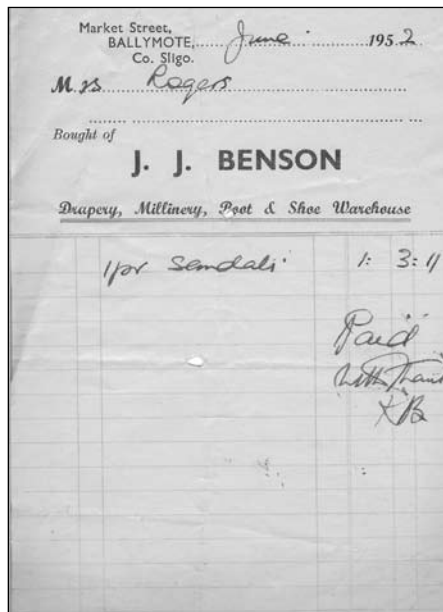 Market Street,
BALLYMOTE, June 1952
Co. Sligo.
Mrs Rogers
Bought of
J. J. BENSON
Drapery, Millinery, Boot & Shoe Warehouse
1 pr Sandals 1: 3: 11
Paid
With Thanks
KB